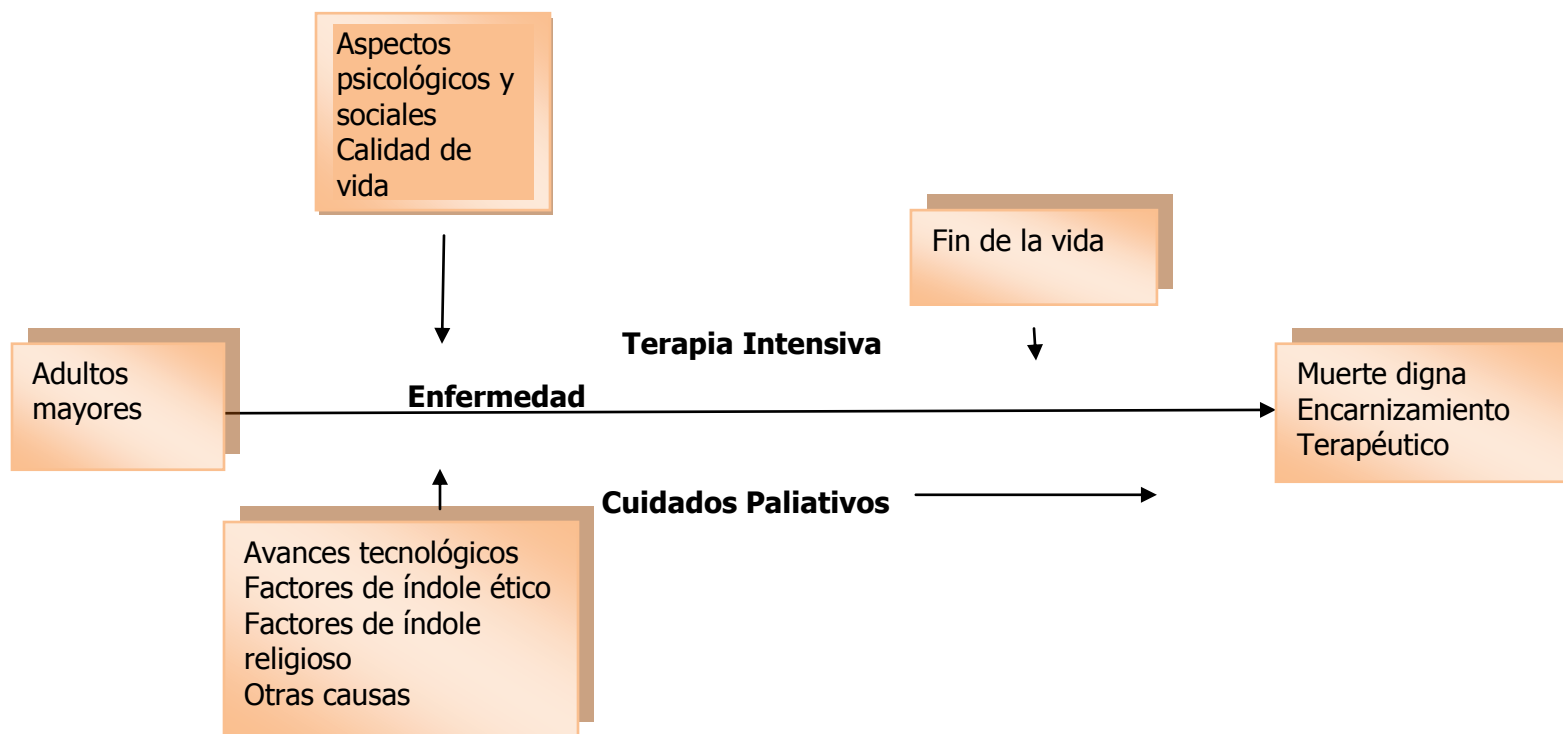 Aspectos
psicológicos y
sociales
Calidad de
vida
Fin de la vida
Terapia Intensiva
Adultos
mayores
Enfermedad
Muerte digna
Encarnizamiento
Terapéutico
Cuidados Paliativos
Avances tecnológicos
Factores de índole ético
Factores de índole
religioso
Otras causas